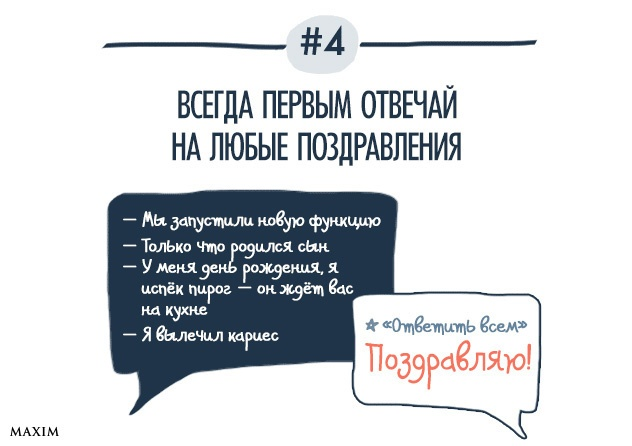 #4
ВСЕГДА ПЕРВЫМ ОТВЕЧАЙ
НА ЛЮБЫЕ ПОЗДРАВЛЕНИЯ
— Мы запустили новую функцию
— Только что родился сын
— У меня день рождения, я
испёк пирог — он ждёт вас
на кухне
— Я вылечил кариес
☆ «Ответить всем»
Поздравляю!
MAXIM